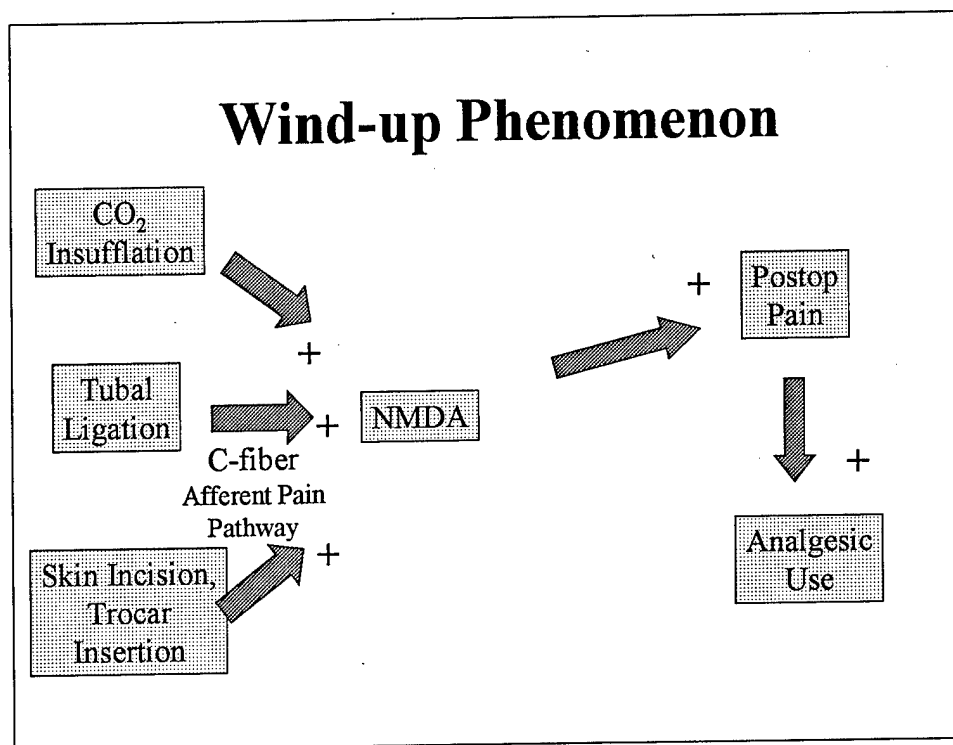 Wind-up Phenomenon
CO₂
Insufflation
+
Tubal
Ligation
+
C-fiber
Afferent Pain
Pathway
Skin Incision,
Trocar
Insertion
+
NMDA
+
Postop
Pain
+
Analgesic
Use